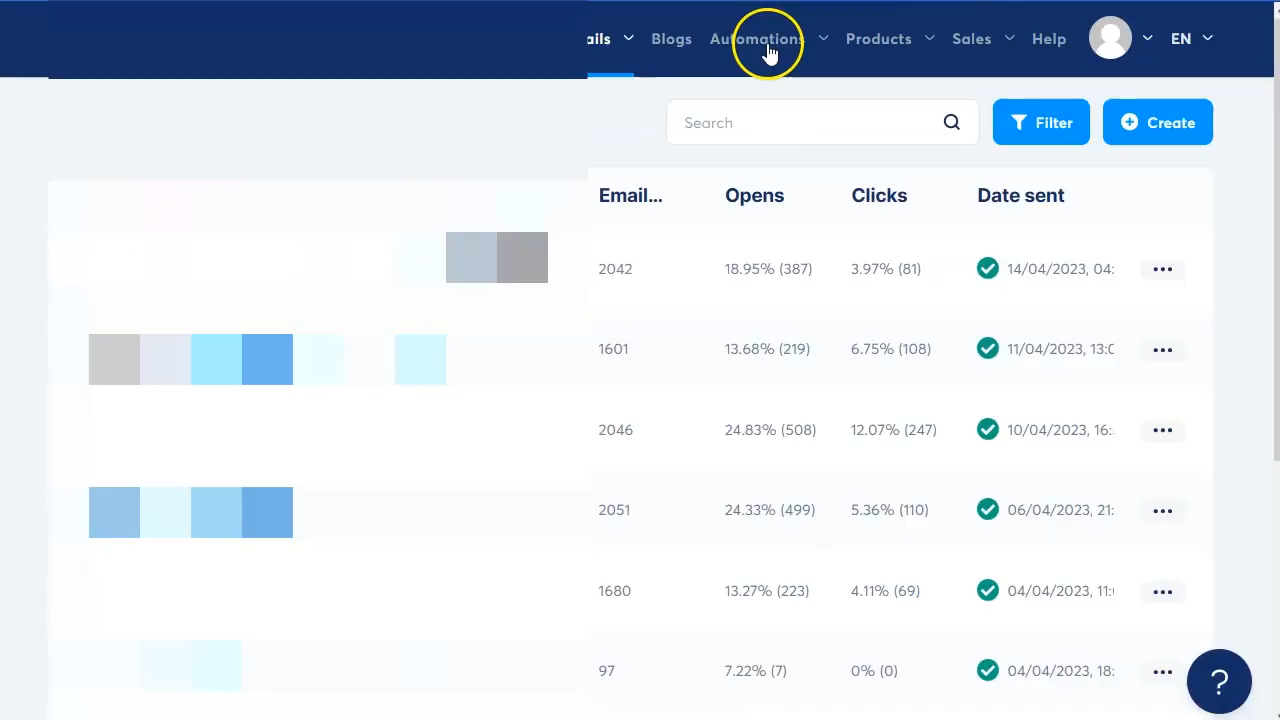 ails Blogs Automations Products Sales Help EN
Search Filter Create
Email... Opens Clicks Date sent
2042 18.95% (387) 3.97% (81) 14/04/2023, 04:
1601 13.68% (219) 6.75% (108) 11/04/2023, 13:0
2046 24.83% (508) 12.07% (247) 10/04/2023, 16:
2051 24.33% (499) 5.36% (110) 06/04/2023, 21:
1680 13.27% (223) 4.11% (69) 04/04/2023, 11:
97 7.22% (7) 0% (0) 04/04/2023, 18:
?